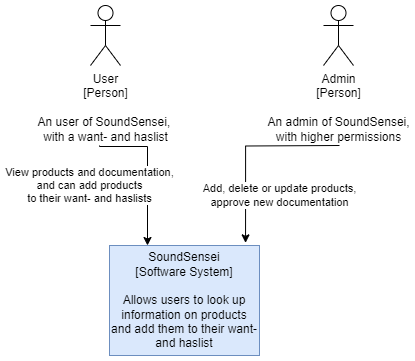 User
[Person]
An user of SoundSensei,
with a want- and haslist
Admin
[Person]
An admin of SoundSensei,
with higher permissions
View products and documentation,
and can add products
to their want- and haslists
Add, delete or update products,
approve new documentation
SoundSensei
[Software System]
Allows users to look up
information on products
and add them to their want-
and haslist